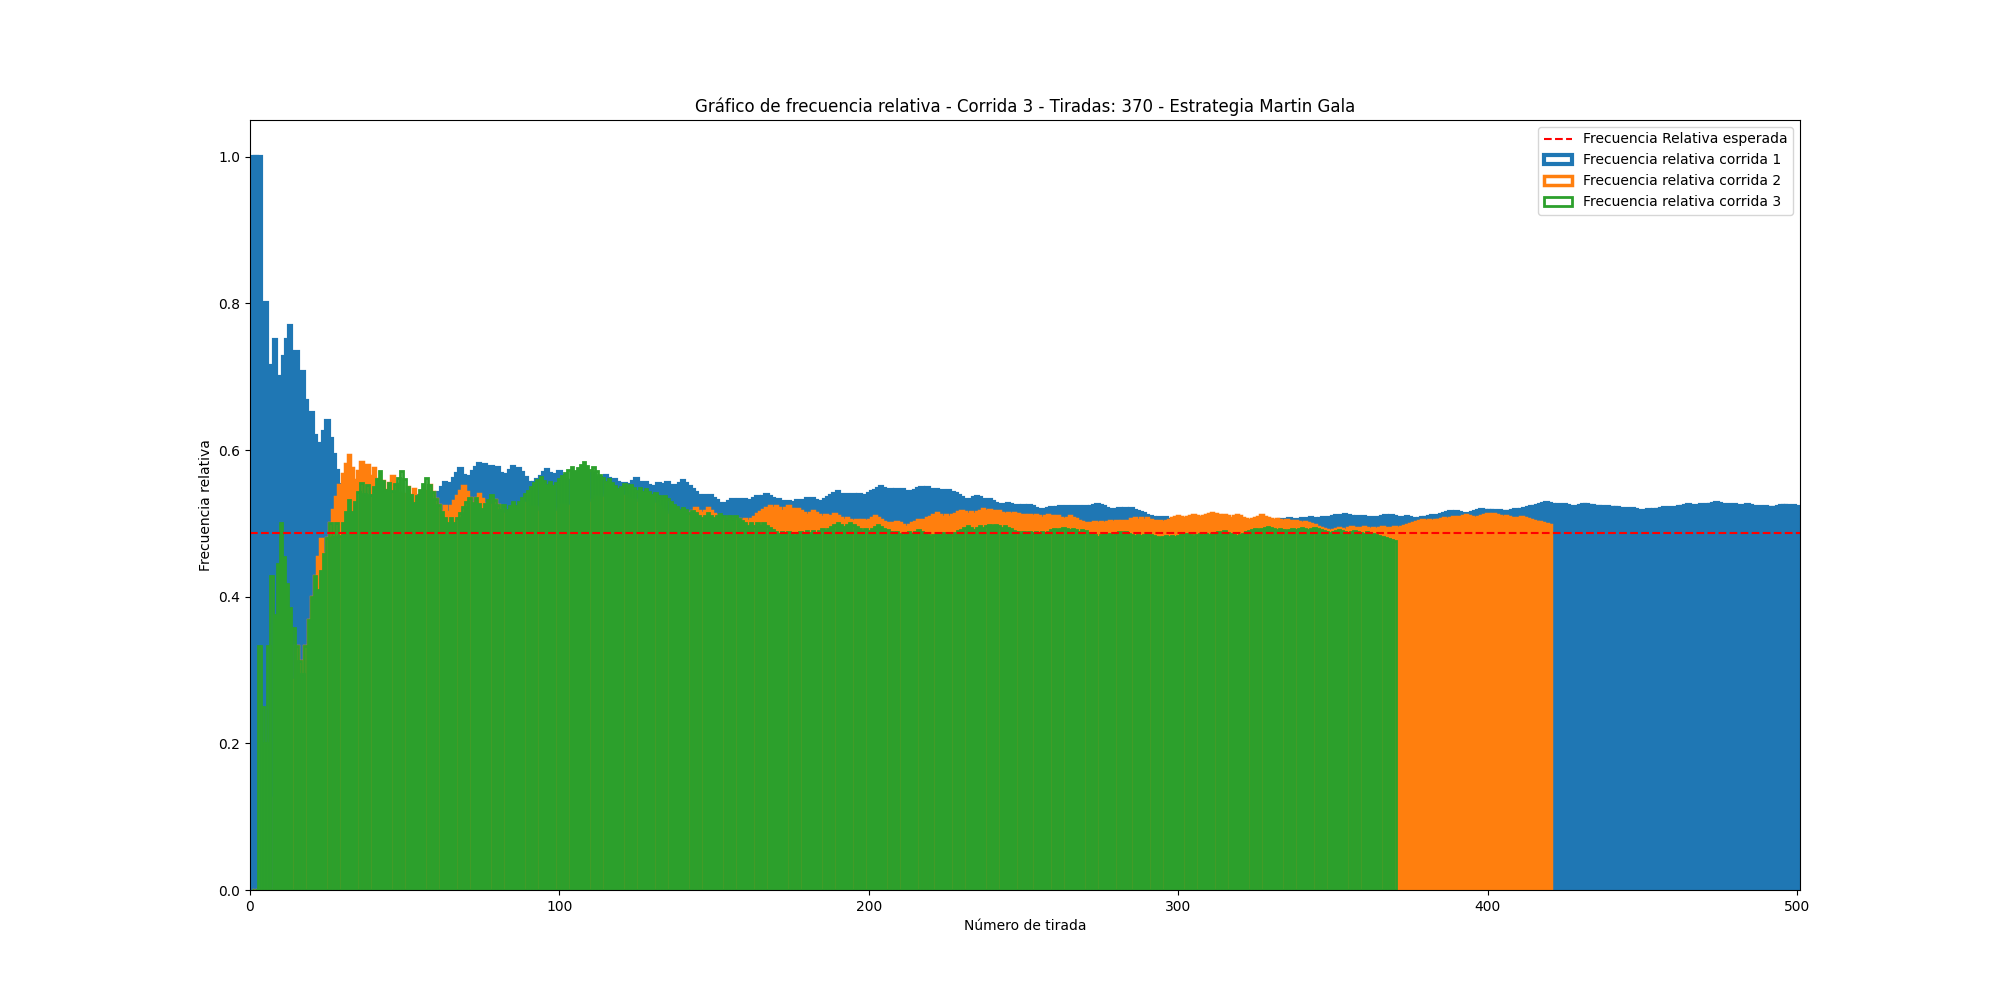 Gráfico de frecuencia relativa - Corrida 3 - Tiradas: 370 - Estrategia Martin Gala
Frecuencia Relativa esperada
Frecuencia relativa corrida 1
Frecuencia relativa corrida 2
Frecuencia relativa corrida 3
Frecuencia relativa
1.0
0.8
0.6
0.4
0.2
0.0
0 100 200 300 400 500
Número de tirada